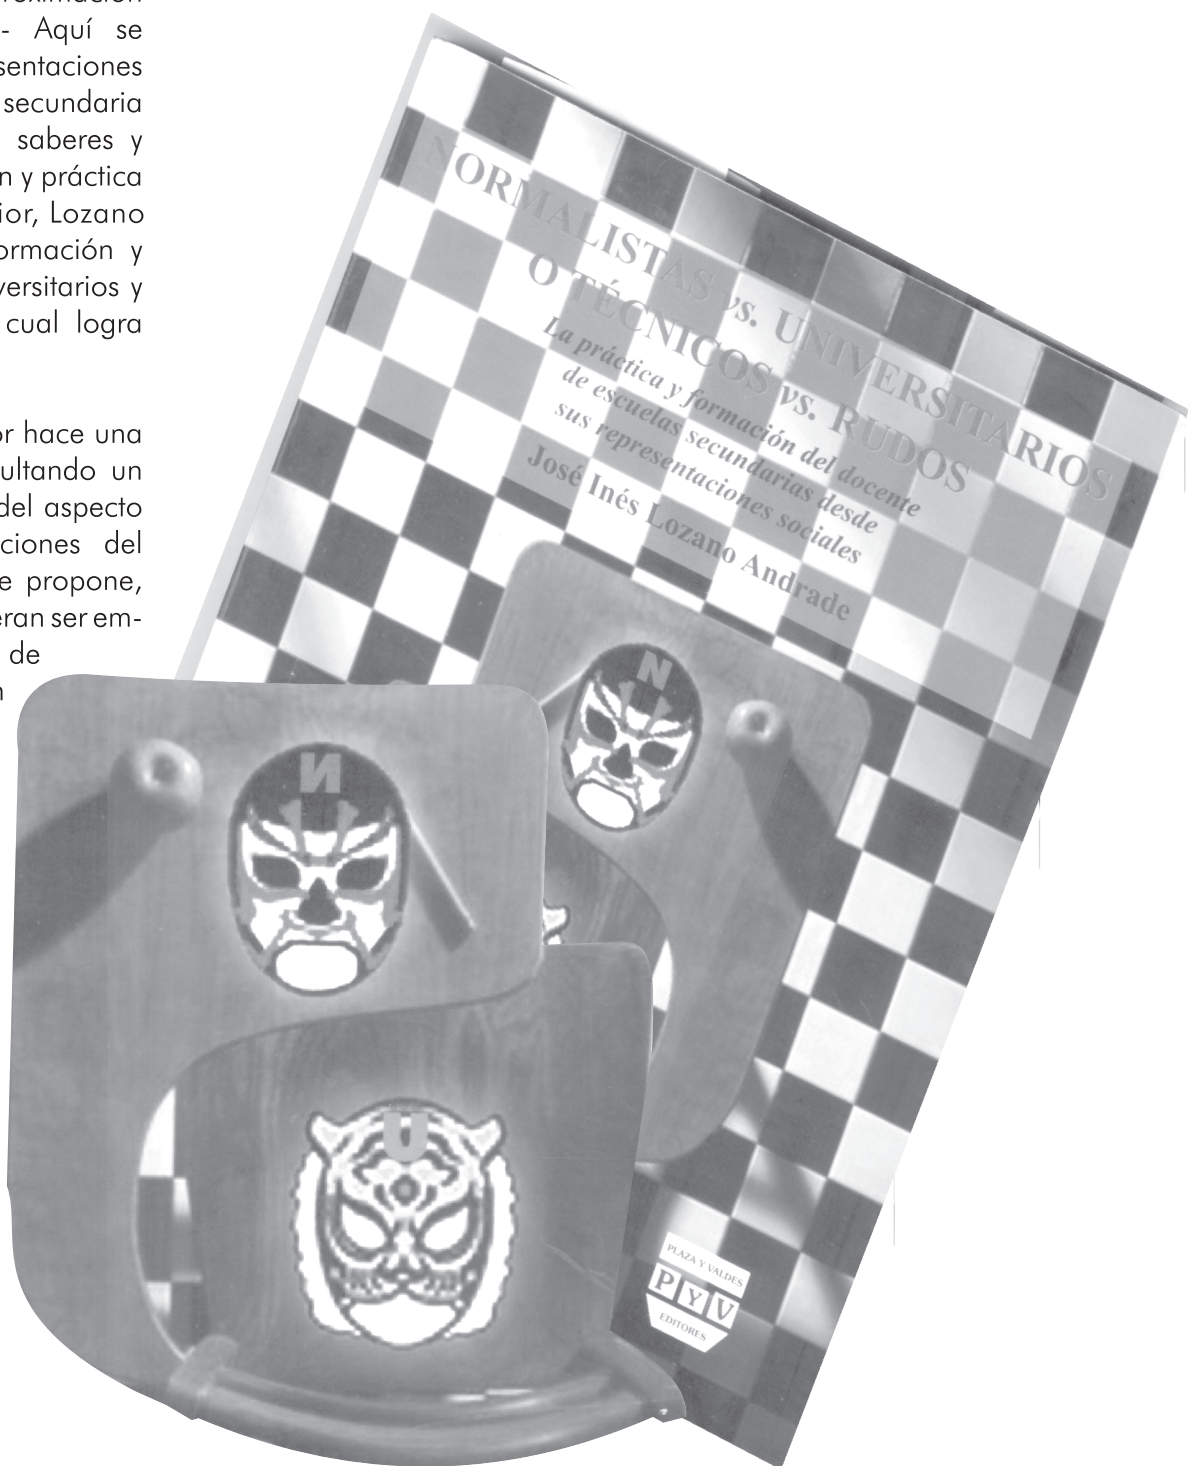 - Aquí se
secundaria
saberes y
n y práctica
ior, Lozano
ormación y
versitarios y
cual logra
or hace una
ultando un
del aspecto
ciones del
e propone,
eran ser em-
de
NORMALISTAS vs. UNIVERSITARIOS
O TÉCNICOS vs. RUDOS
La práctica y formación del docente
de escuelas secundarias desde
sus representaciones sociales
José Inés Lozano Andrade
N
N
U
PLAZA Y VALDES
P Y V
EDITORES